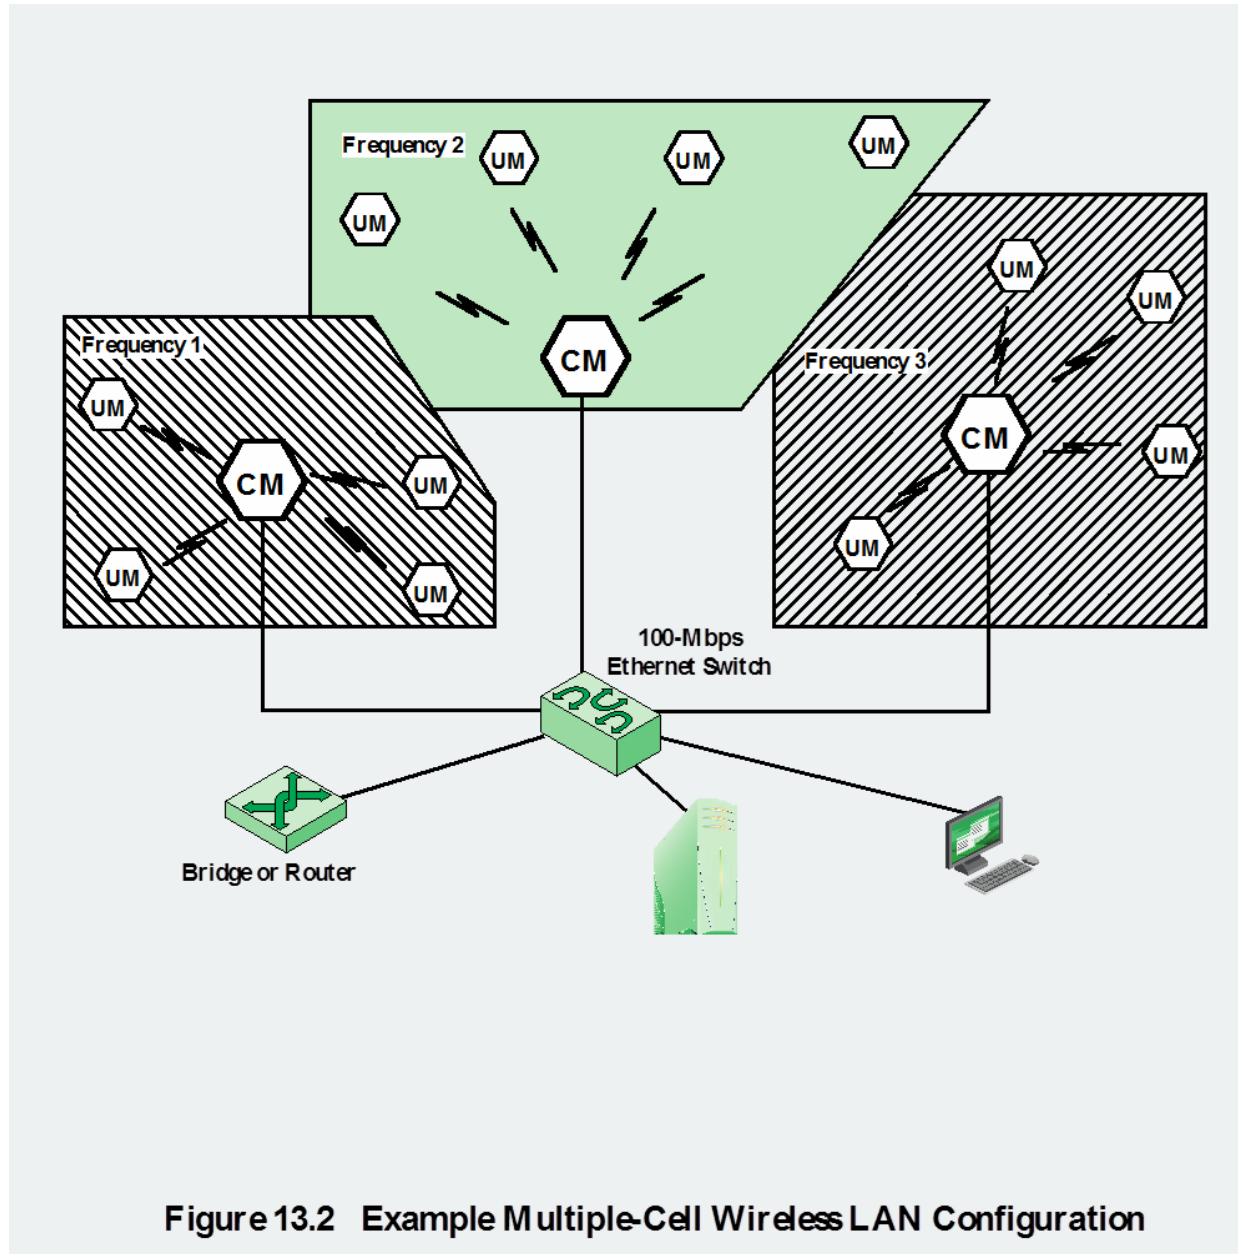 Frequency 2
UM
UM
UM
UM
CM
Frequency 1
UM
CM
UM
UM
UM
Frequency 3
UM
UM
CM
UM
UM
100-Mbps
Ethernet Switch
Bridge or Router
Figure 13.2 Example Multiple-Cell Wireless LAN Configuration